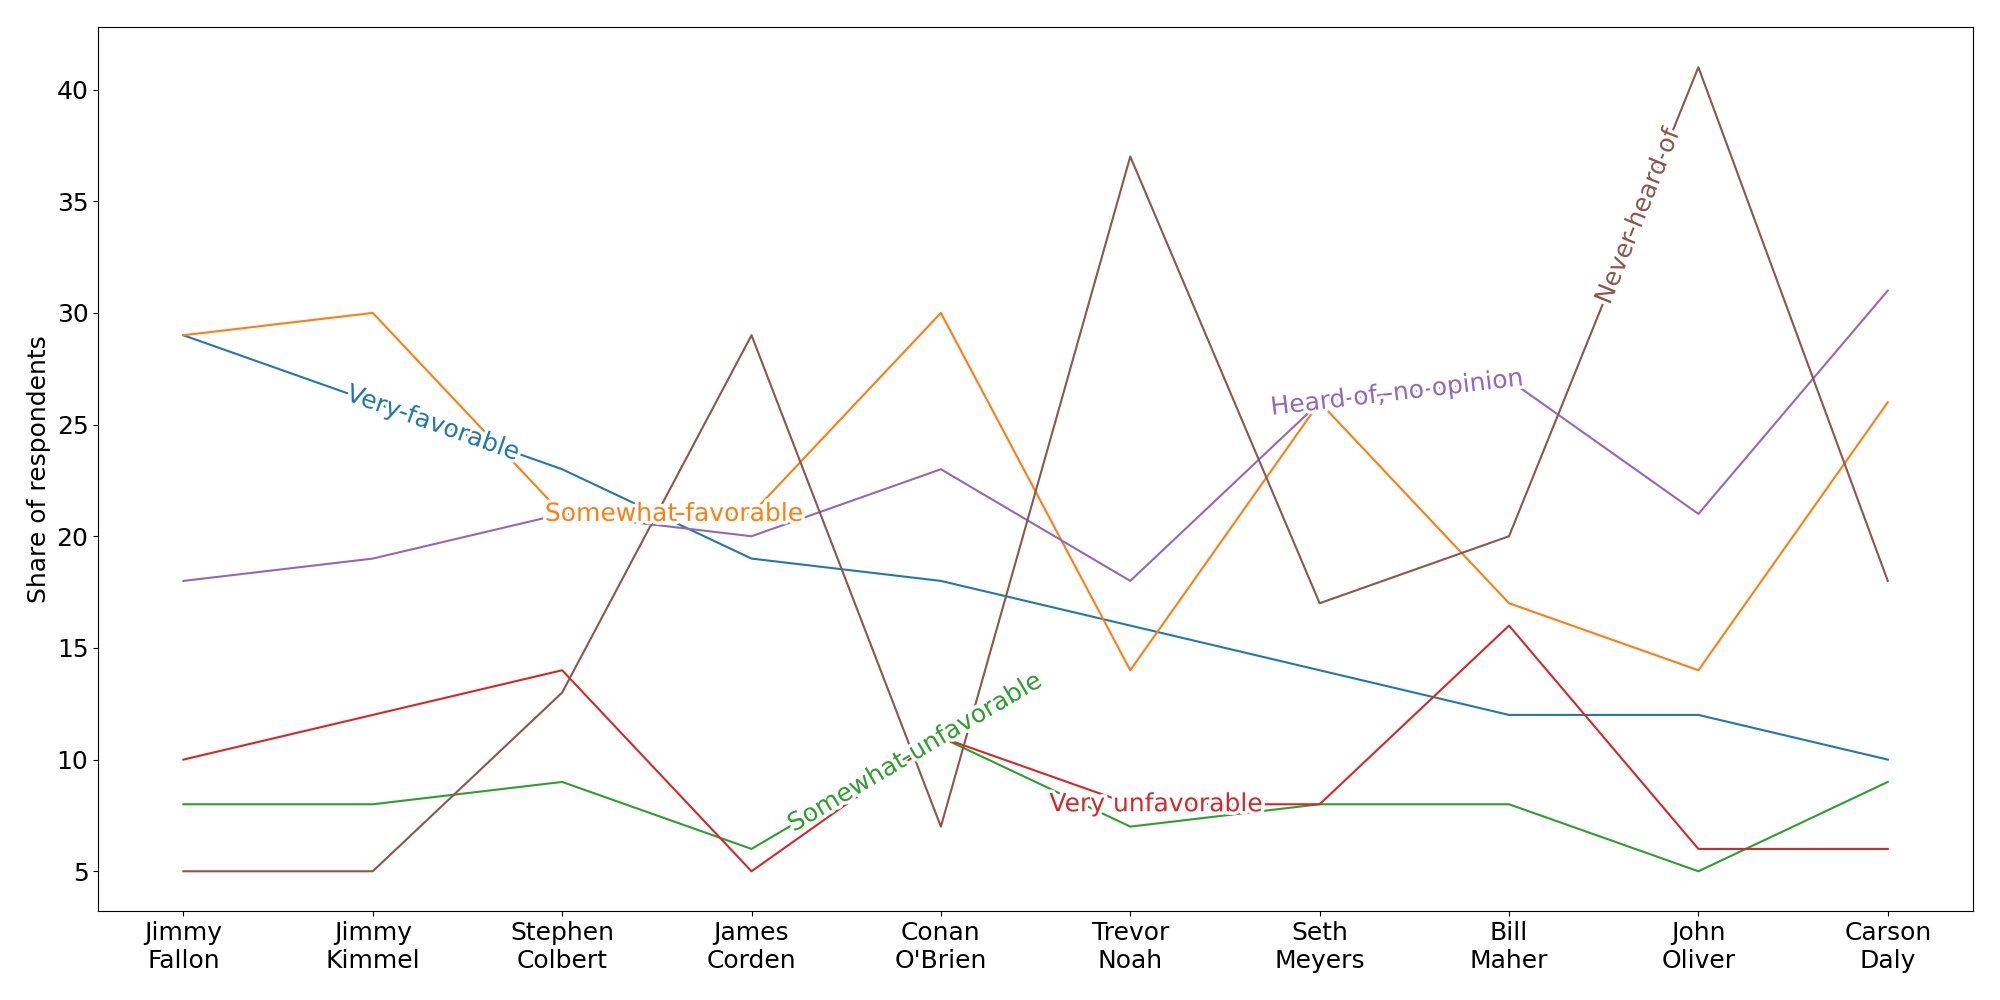 Share of respondents
40
35
30
25
20
15
10
5
Very favorable
Somewhat favorable
Somewhat unfavorable
Very unfavorable
Heard of, no opinion
Never heard of
Jimmy
Fallon
Jimmy
Kimmel
Stephen
Colbert
James
Corden
Conan
O'Brien
Trevor
Noah
Seth
Meyers
Bill
Maher
John
Oliver
Carson
Daly